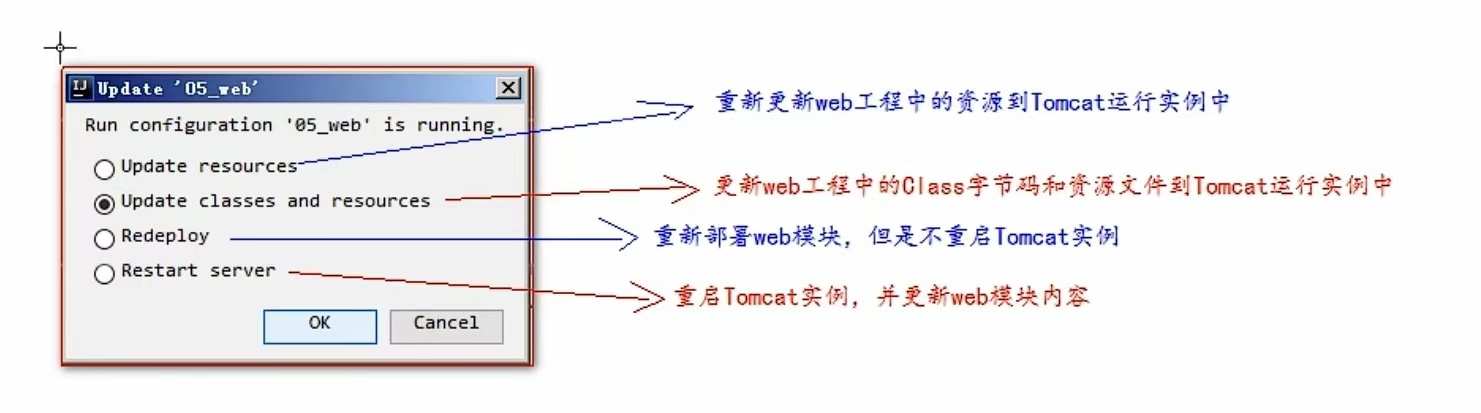 Update '05_web'
Run configuration '05_web' is running.
Update resources
重新更新web工程中的资源到Tomcat运行实例中
Update classes and resources
更新web工程中的Class字节码和资源文件到Tomcat运行实例中
Redeploy
重新部署web模块，但是不重启Tomcat实例
Restart server
重启Tomcat实例，并更新web模块内容
OK
Cancel